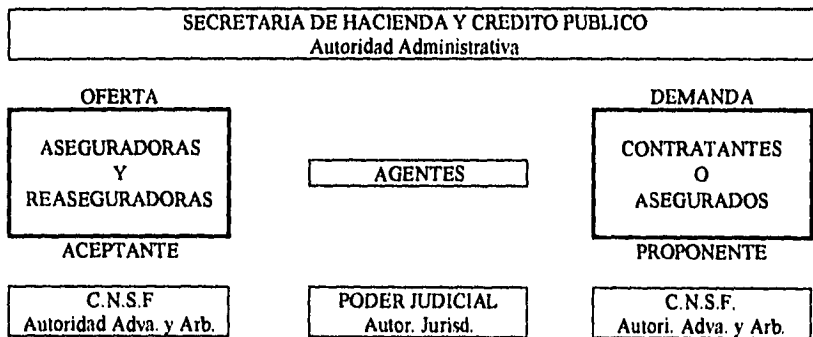 SECRETARIA DE HACIENDA Y CREDITO PUBLICO
Autoridad Administrativa
OFERTA
ASEGURADORAS
Y
REASEGURADORAS
ACEPTANTE
AGENTES
DEMANDA
CONTRATANTES
O
ASEGURADOS
PROPONENTE
C.N.S.F
Autoridad Adva. y Arb.
PODER JUDICIAL
Autor. Jurisd.
C.N.S.F.
Autori. Adva. y Arb.